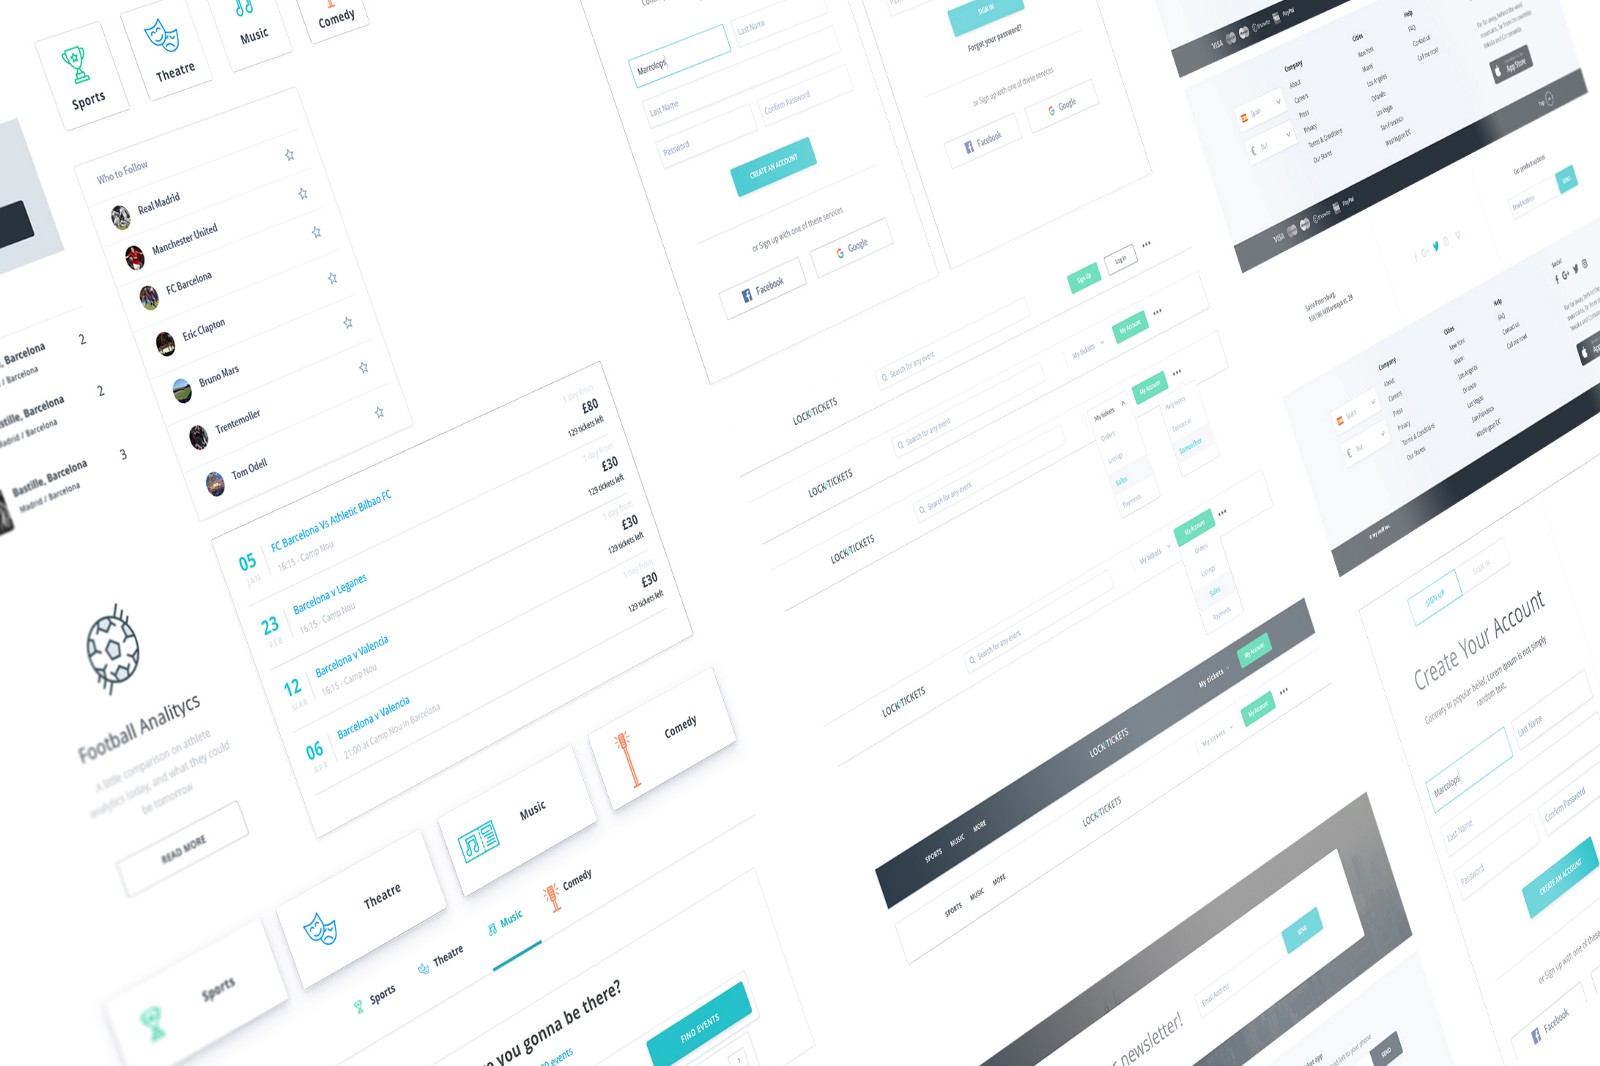 Sports
Theatre
Music
Comedy
Who to Follow
Real Madrid
Manchester United
FC Barcelona
Eric Clapton
Bruno Mars
Trentemoller
Tom Odell
, Barcelona
/ Barcelona
2
stille, Barcelona
Madrid / Barcelona
2
Bastille, Barcelona
Madrid / Barcelona
3
05
JAN
FC Barcelona Vs Athletic Bilbao FC
16:15 - Camp Nou
1 day from
£80
129 tickets left
23
FEB
Barcelona v Leganes
16:15 - Camp Nou
1 day from
£30
129 tickets left
12
MAR
Barcelona v Valencia
16:15 - Camp Nou
1 day from
£30
129 tickets left
06
APR
Barcelona v Valencia
21:00 at Camp Nou in Barcelona
1 day from
£30
129 tickets left
Football Analitycs
A little comparison on athlete
analytics today, and what they could
be tomorrow
READ MORE
Sports
Theatre
Music
Comedy
Sports
Theatre
Music
Comedy
you gonna be there?
events
FIND EVENTS
Last Name
Marcolops
Last Name
Password
Confirm Password
CREATE AN ACCOUNT
or Sign up with one of these services
Facebook
Google
SIGN IN
Forgot your password?
or Sign up with one of these services
Facebook
Google
LOCK TICKETS
Search for any event
Sign Up
Log In
LOCK TICKETS
Search for any event
My tickets
My Account
LOCK TICKETS
Search for any event
My tickets
Orders
Listings
Sales
Payments
My Account
Help topics
Contact us
LOCK TICKETS
Search for any event
My tickets
My Account
Orders
Listings
Sales
Payments
SPORTS
MUSIC
MORE
LOCK TICKETS
My tickets
My Account
SPORTS
MUSIC
MORE
LOCK TICKETS
My tickets
My Account
newsletter!
Email Address
SEND
SEND
VISA
PayPal
Spain
Eur
Company
About
Careers
Press
Privacy
Terms & Conditions
Our Stores
Cities
New York
Miami
Los Angeles
Orlando
Las Vegas
San Francisco
Washington DC
Help
FAQ
Contact us
Call me now!
App Store
Top
VISA
PayPal
Saint Petersburg,
Get product updates
Email Address
SEND
Spain
Eur
Company
About
Careers
Press
Privacy
Terms & Conditions
Our Stores
Cities
New York
Miami
Los Angeles
Orlando
Las Vegas
San Francisco
Washington DC
Help
FAQ
Contact us
Call me now!
Social
SIGN UP
SIGN IN
Create Your Account
Contrary to popular belief, Lorem Ipsum is not simply
random text.
Marcolops
Last Name
Last Name
Password
Confirm Password
CREATE AN ACCOUNT
or Sign up with one of these
Facebook